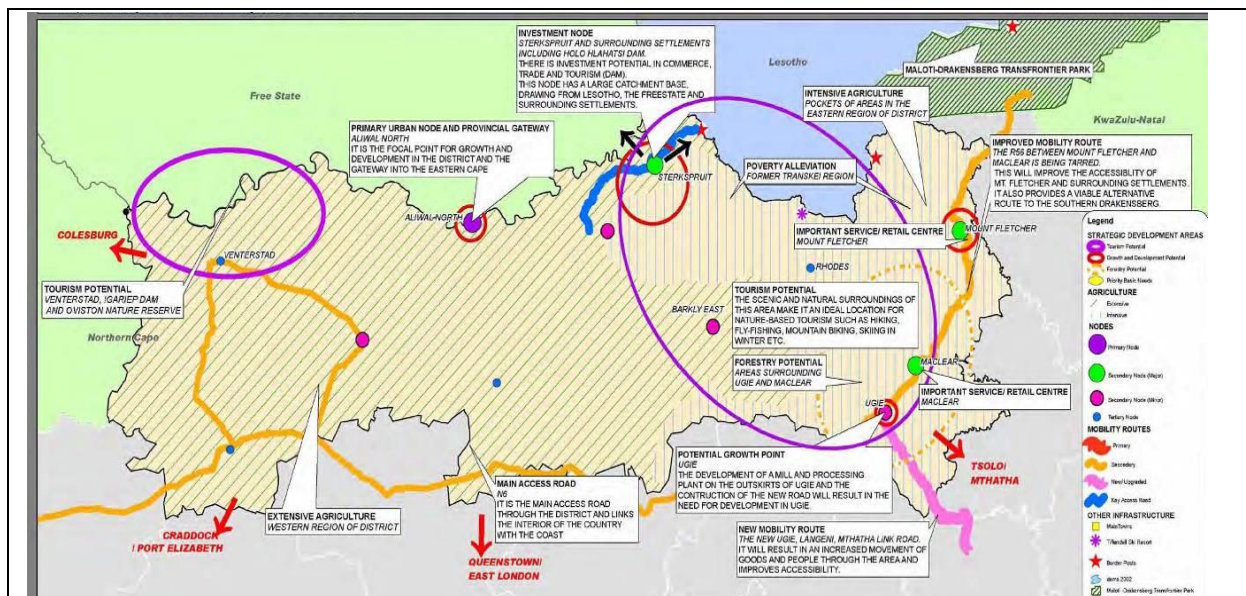 INVESTMENT NODE
STERKSPRUIT AND SURROUNDING SETTLEMENTS
INCLUDING HOLO HLAHATSI DAM.
THERE IS INVESTMENT POTENTIAL IN COMMERCE,
TRADE AND TOURISM (DAM).
THIS NODE HAS A LARGE CATCHMENT BASE,
DRAWING FROM LESOTHO, THE FREESTATE AND
SURROUNDING SETTLEMENTS.
Lesotho
MALOTI-DRAKENSBERG TRANSFRONTIER PARK
Free State
INTENSIVE AGRICULTURE
POCKETS OF AREAS IN THE
EASTERN REGION OF DISTRICT
KwaZulu-Natal
PRIMARY URBAN NODE AND PROVINCIAL GATEWAY
ALIWAL NORTH
IT IS THE FOCAL POINT FOR GROWTH AND
DEVELOPMENT IN THE DISTRICT AND THE
GATEWAY INTO THE EASTERN CAPE
IMPROVED MOBILITY ROUTE
THE R56 BETWEEN MOUNT FLETCHER AND
MACLEAR IS BEING TARRED.
THIS WILL IMPROVE THE ACCESSIBILITY OF
MT. FLETCHER AND SURROUNDING SETTLEMENTS.
IT ALSO PROVIDES A VIABLE ALTERNATIVE
ROUTE TO THE SOUTHERN DRAKENSBERG.
POVERTY ALLEVIATION
FORMER TRANSKEI REGION
STERKSPRUIT
ALIWAL-NORTH
IMPORTANT SERVICE/ RETAIL CENTRE
MOUNT FLETCHER
MOUNT FLETCHER
COLESBURG
VENTERSTAD
RHODES
TOURISM POTENTIAL
VENTERSTAD, !GARIEP DAM
AND OVISTON NATURE RESERVE
TOURISM POTENTIAL
THE SCENIC AND NATURAL SURROUNDINGS OF
THIS AREA MAKE IT AN IDEAL LOCATION FOR
NATURE-BASED TOURISM SUCH AS HIKING,
FLY-FISHING, MOUNTAIN BIKING, SKIING IN
WINTER ETC.
BARKLY EAST
Northern Cape
FORESTRY POTENTIAL
AREAS SURROUNDING
UGIE AND MACLEAR
MACLEAR
IMPORTANT SERVICE/ RETAIL CENTRE
MACLEAR
UGIE
POTENTIAL GROWTH POINT
UGIE
THE DEVELOPMENT OF A MILL AND PROCESSING
PLANT ON THE OUTSKIRTS OF UGIE AND THE
CONTRUCTION OF THE NEW ROAD WILL RESULT IN THE
NEED FOR DEVELOPMENT IN UGIE.
TSOLO/
MTHATHA
MAIN ACCESS ROAD
N6
IT IS THE MAIN ACCESS ROAD
THROUGH THE DISTRICT AND LINKS
THE INTERIOR OF THE COUNTRY
WITH THE COAST
EXTENSIVE AGRICULTURE
WESTERN REGION OF DISTRICT
CRADDOCK
/ PORT ELIZABETH
QUEENSTOWN/
EAST LONDON
NEW MOBILITY ROUTE
THE NEW UGIE, LANGENI, MTHATHA LINK ROAD.
IT WILL RESULT IN AN INCREASED MOVEMENT OF
GOODS AND PEOPLE THROUGH THE AREA AND
IMPROVES ACCESSIBILITY.
Legend
STRATEGIC DEVELOPMENT AREAS
Tourism Potential
Growth and Development Potential
Forestry Potential
Priority Basic Needs
AGRICULTURE
Extensive
Intensive
NODES
Primary Node
Secondary Node (Major)
Secondary Node (Minor)
Tertiary Node
MOBILITY ROUTES
Primary
Secondary
New/Upgraded
Key Access Road
OTHER INFRASTRUCTURE
MainTowns
Tiffendell Ski Resort
Border Posts
dams 2002
Maloti-Drakensberg Transfrontier Park